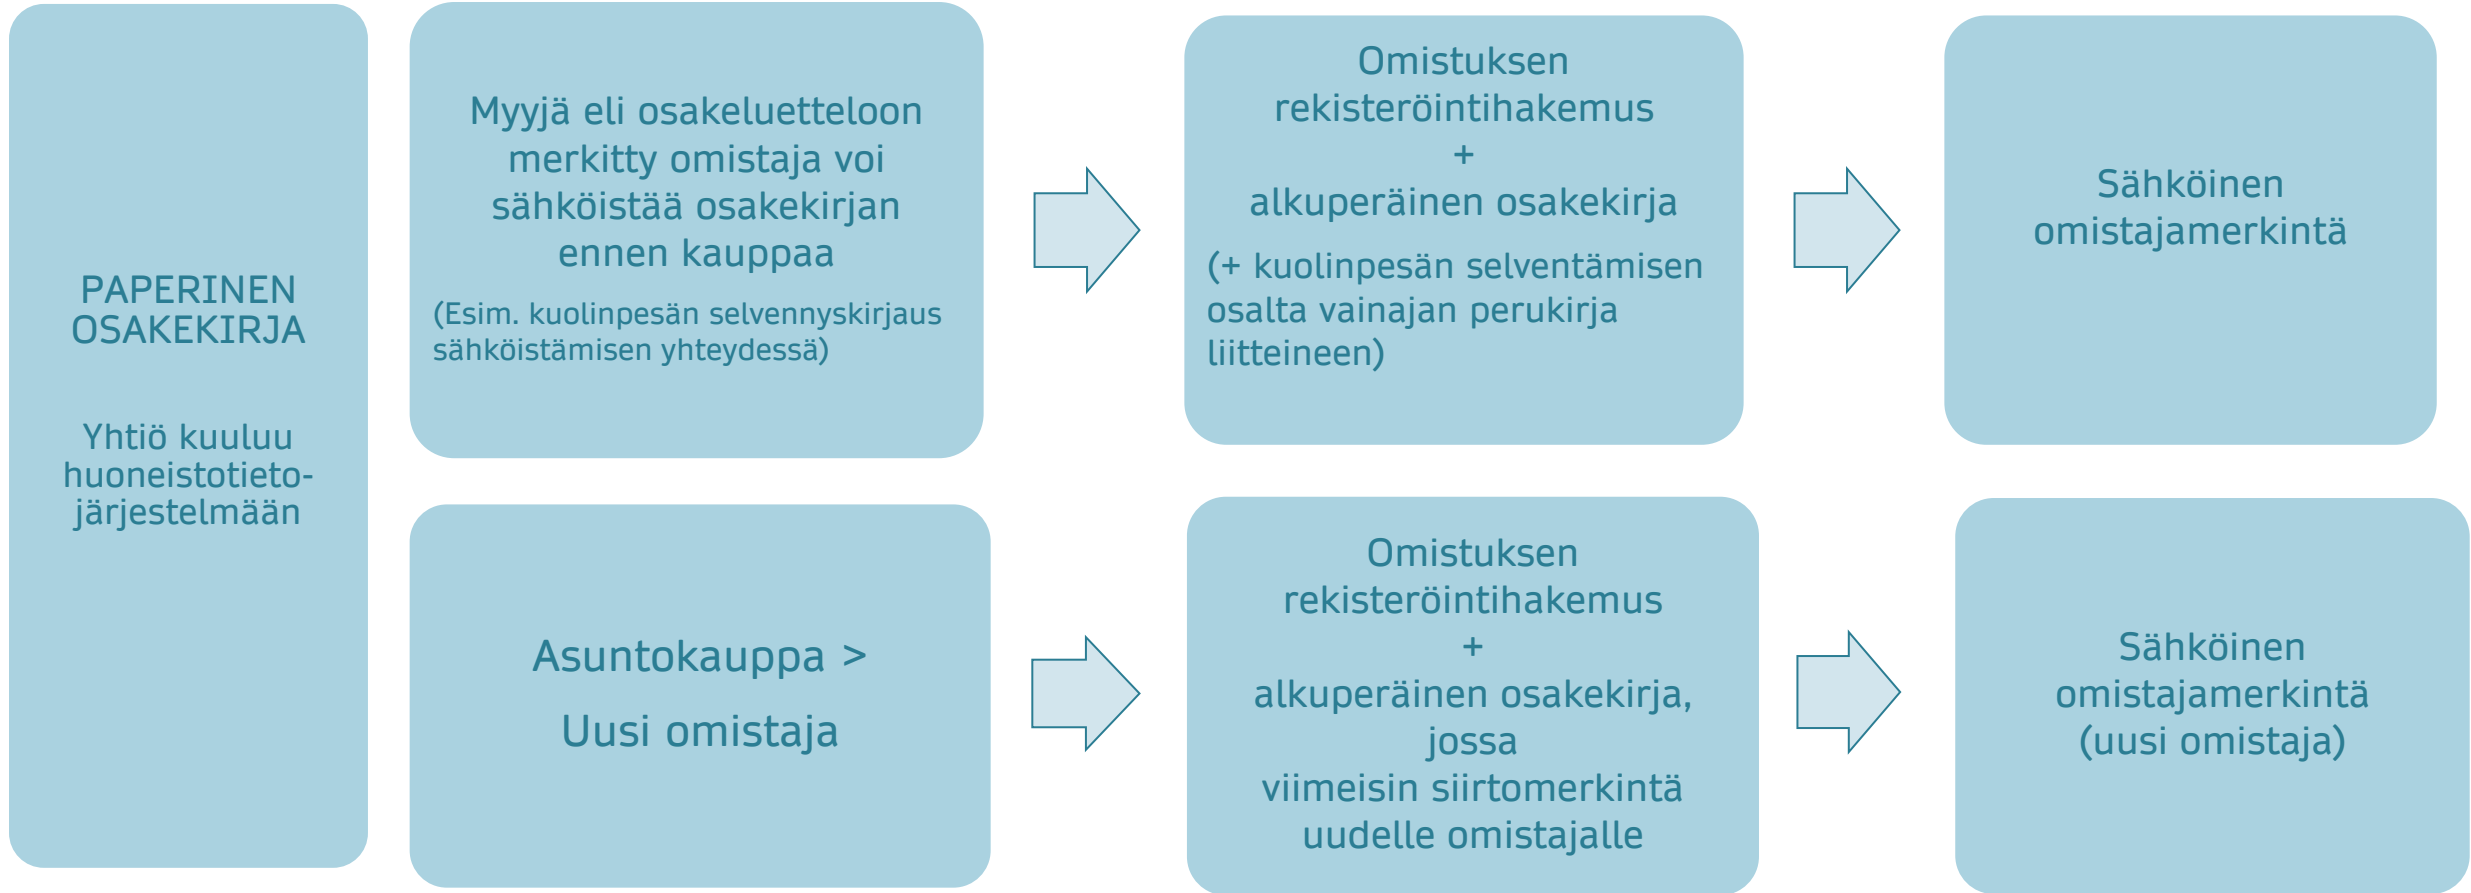 PAPERINEN
OSAKEKIRJA
Yhtiö kuuluu
huoneistotieto-
järjestelmään
Myyjä eli osakeluetteloon
merkitty omistaja voi
sähköistää osakekirjan
ennen kauppaa
(Esim. kuolinpesän selvennyskirjaus
sähköistämisen yhteydessä)
Omistuksen
rekisteröintihakemus
+
alkuperäinen osakekirja
(+ kuolinpesän selventämisen
osalta vainajan perukirja
liitteineen)
Sähköinen
omistajamerkintä
Asuntokauppa >
Uusi omistaja
Omistuksen
rekisteröintihakemus
+
alkuperäinen osakekirja,
jossa
viimeisin siirtomerkintä
uudelle omistajalle
Sähköinen
omistajamerkintä
(uusi omistaja)